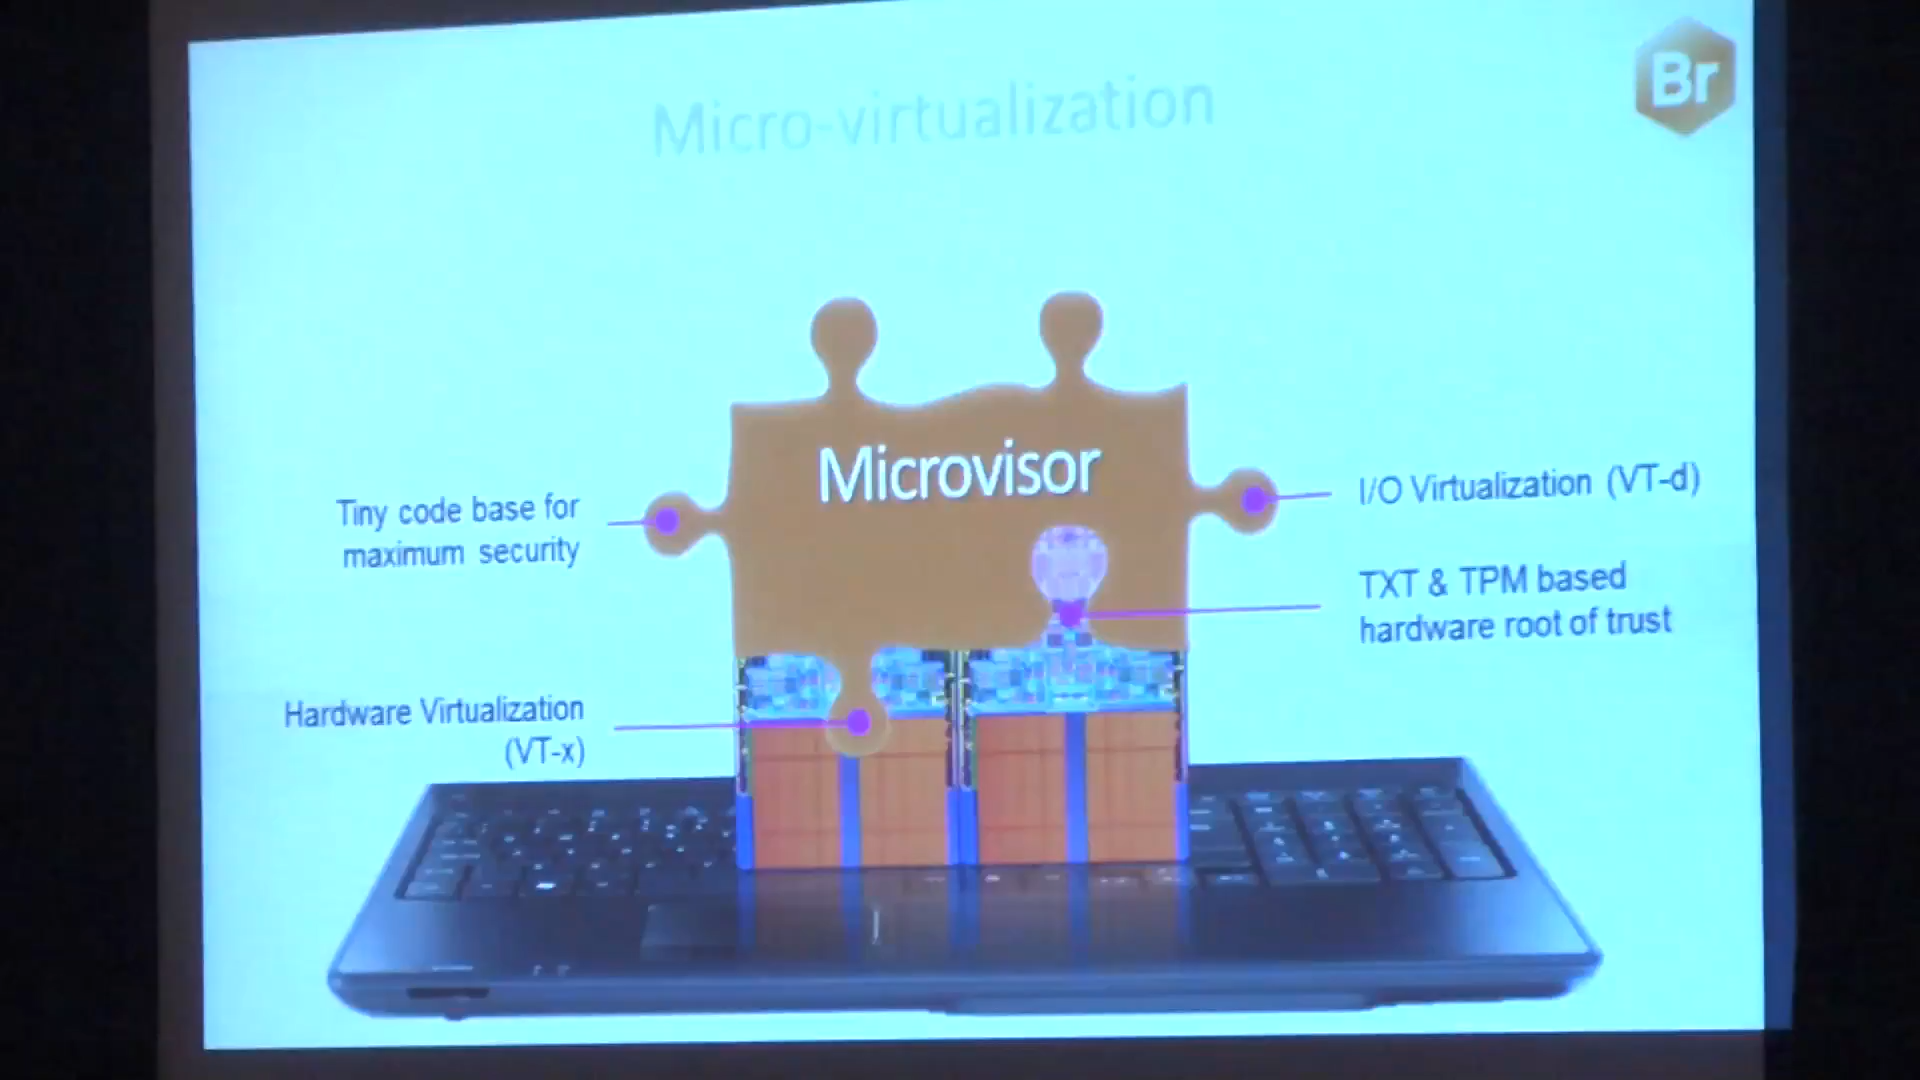 Micro-virtualization
Br
Microvisor
Tiny code base for
maximum security
I/O Virtualization (VT-d)
TXT & TPM based
hardware root of trust
Hardware Virtualization
(VT-x)